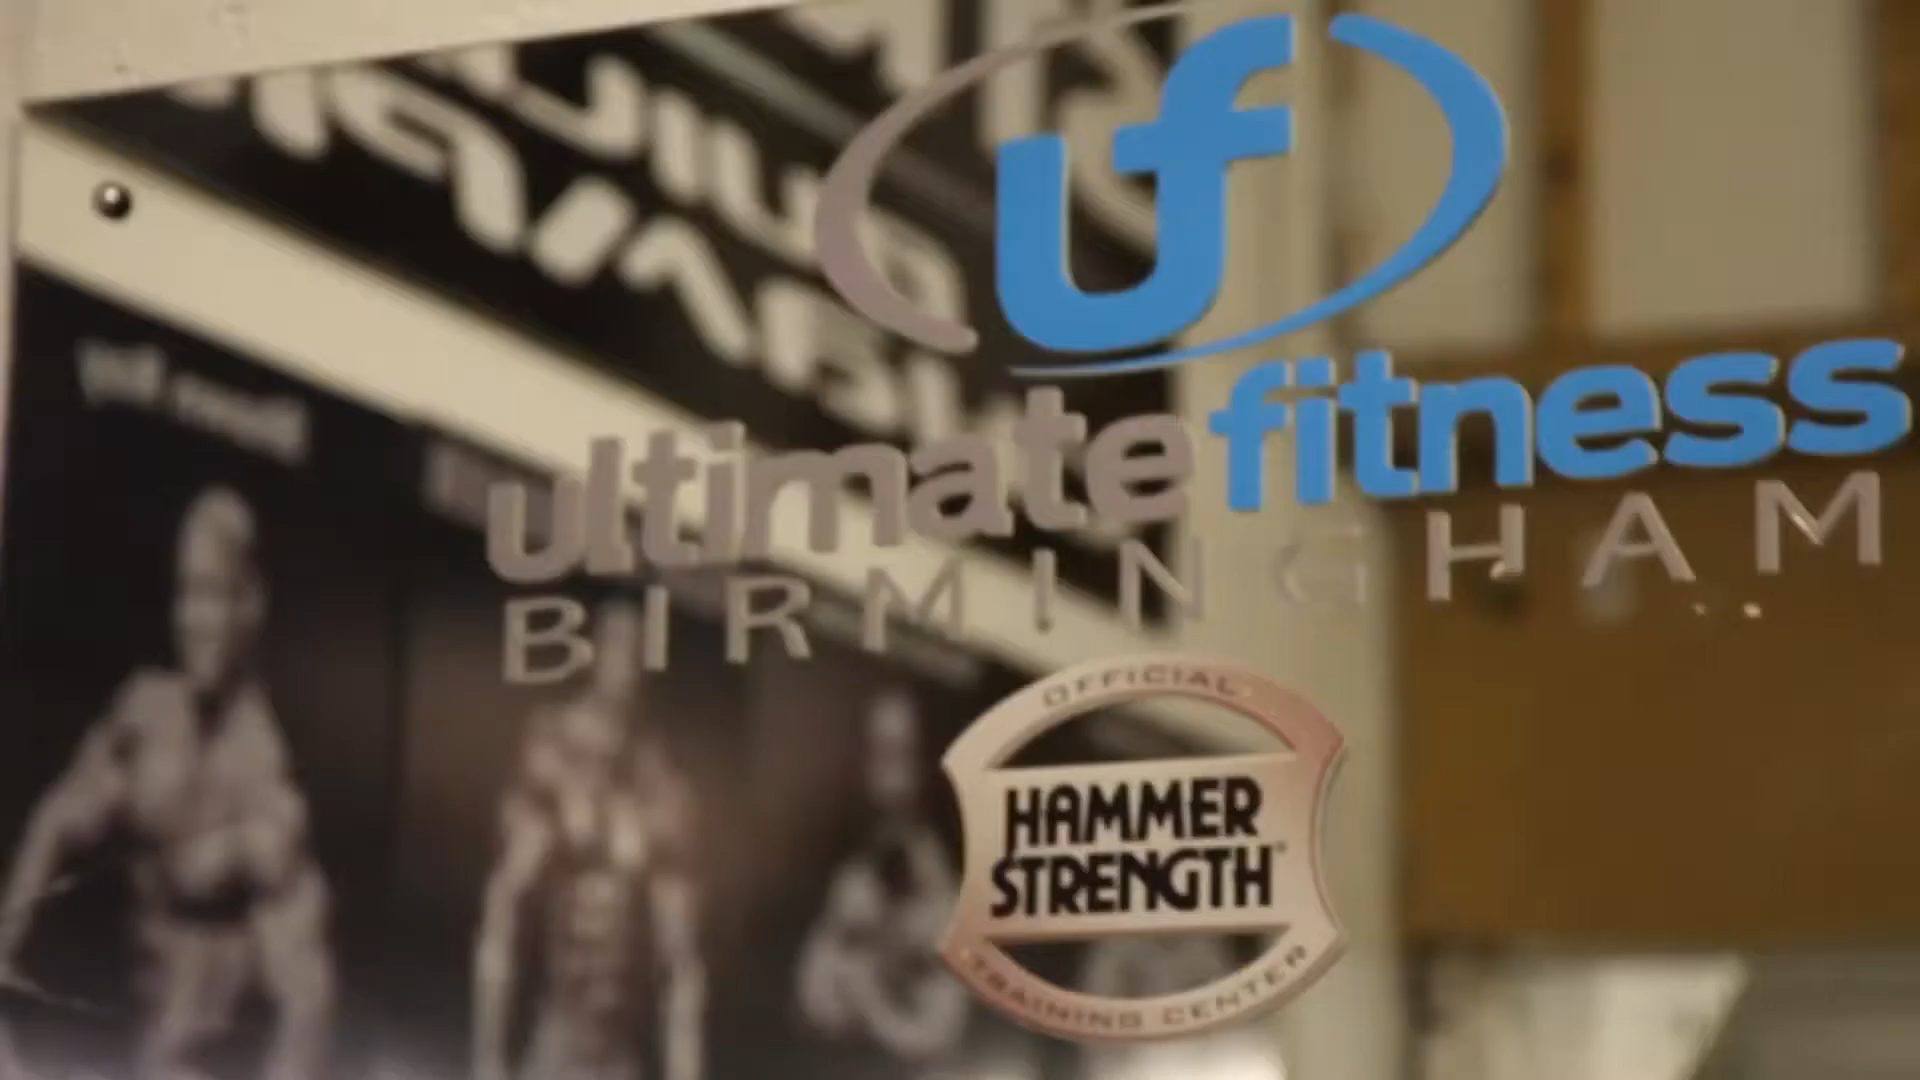 uf
ultimate fitness
BIRMINGHAM
OFFICIAL
HAMMER
STRENGTH
TRAINING CENTER